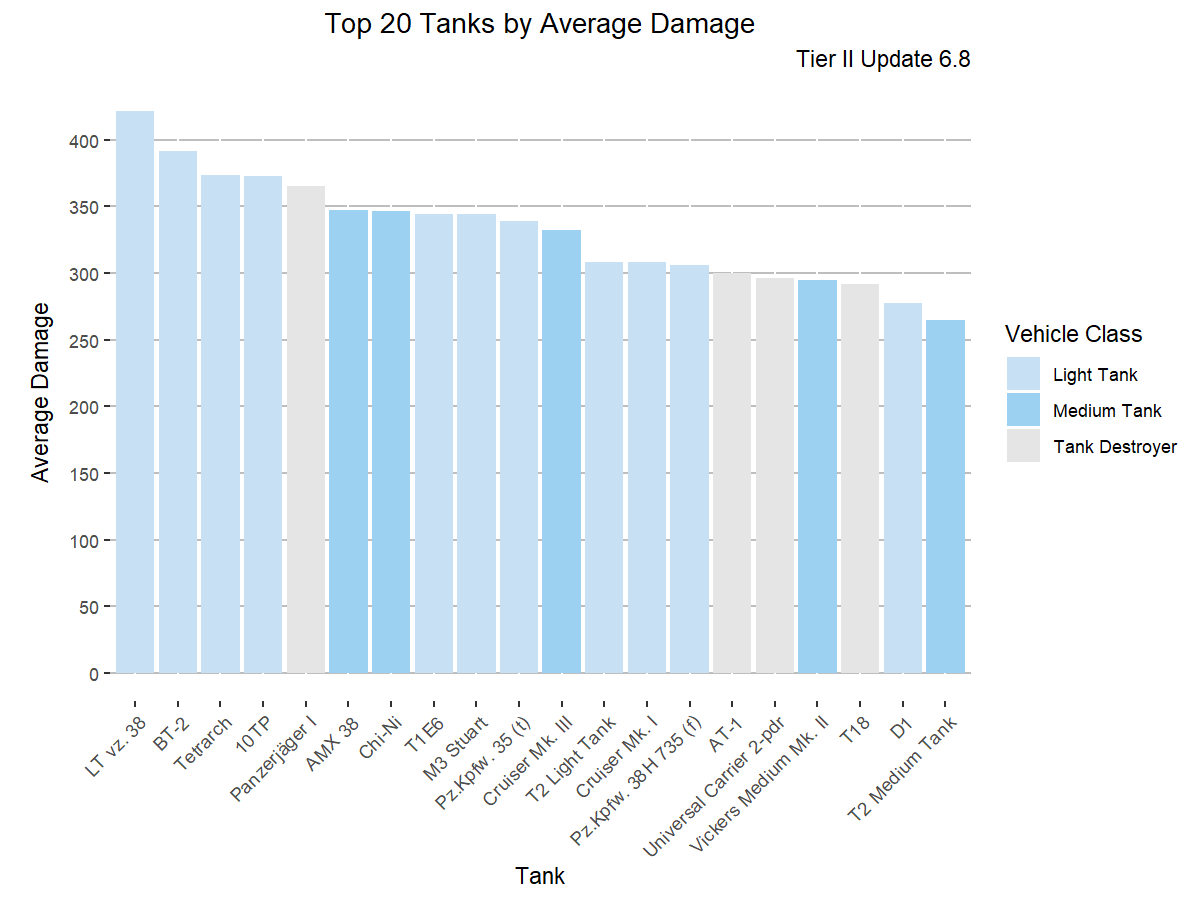 Top 20 Tanks by Average Damage
Tier II Update 6.8
Average Damage
400
350
300
250
200
150
100
50
0
LT vz. 38
BT-2
Tetrarch
10TP
Panzerjäger I
AMX 38
Chi-Ni
T1E6
M3 Stuart
Pz.Kpfw. 35 (t)
Cruiser Mk. III
T2 Light Tank
Cruiser Mk. I
Pz.Kpfw. 38 H 735 (f)
AT-1
Universal Carrier 2-pdr
Vickers Medium Mk. II
T18
D1
T2 Medium Tank
Tank
Vehicle Class
Light Tank
Medium Tank
Tank Destroyer